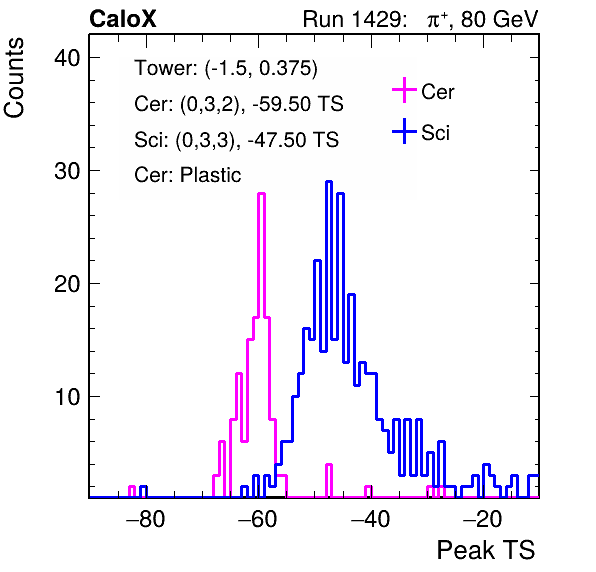 CaloX Run 1429: π⁺, 80 GeV
Counts
Tower: (-1.5, 0.375)
Cer: (0,3,2), -59.50 TS
Sci: (0,3,3), -47.50 TS
Cer: Plastic
Cer
Sci
40
30
20
10
−80 −60 −40 −20
Peak TS